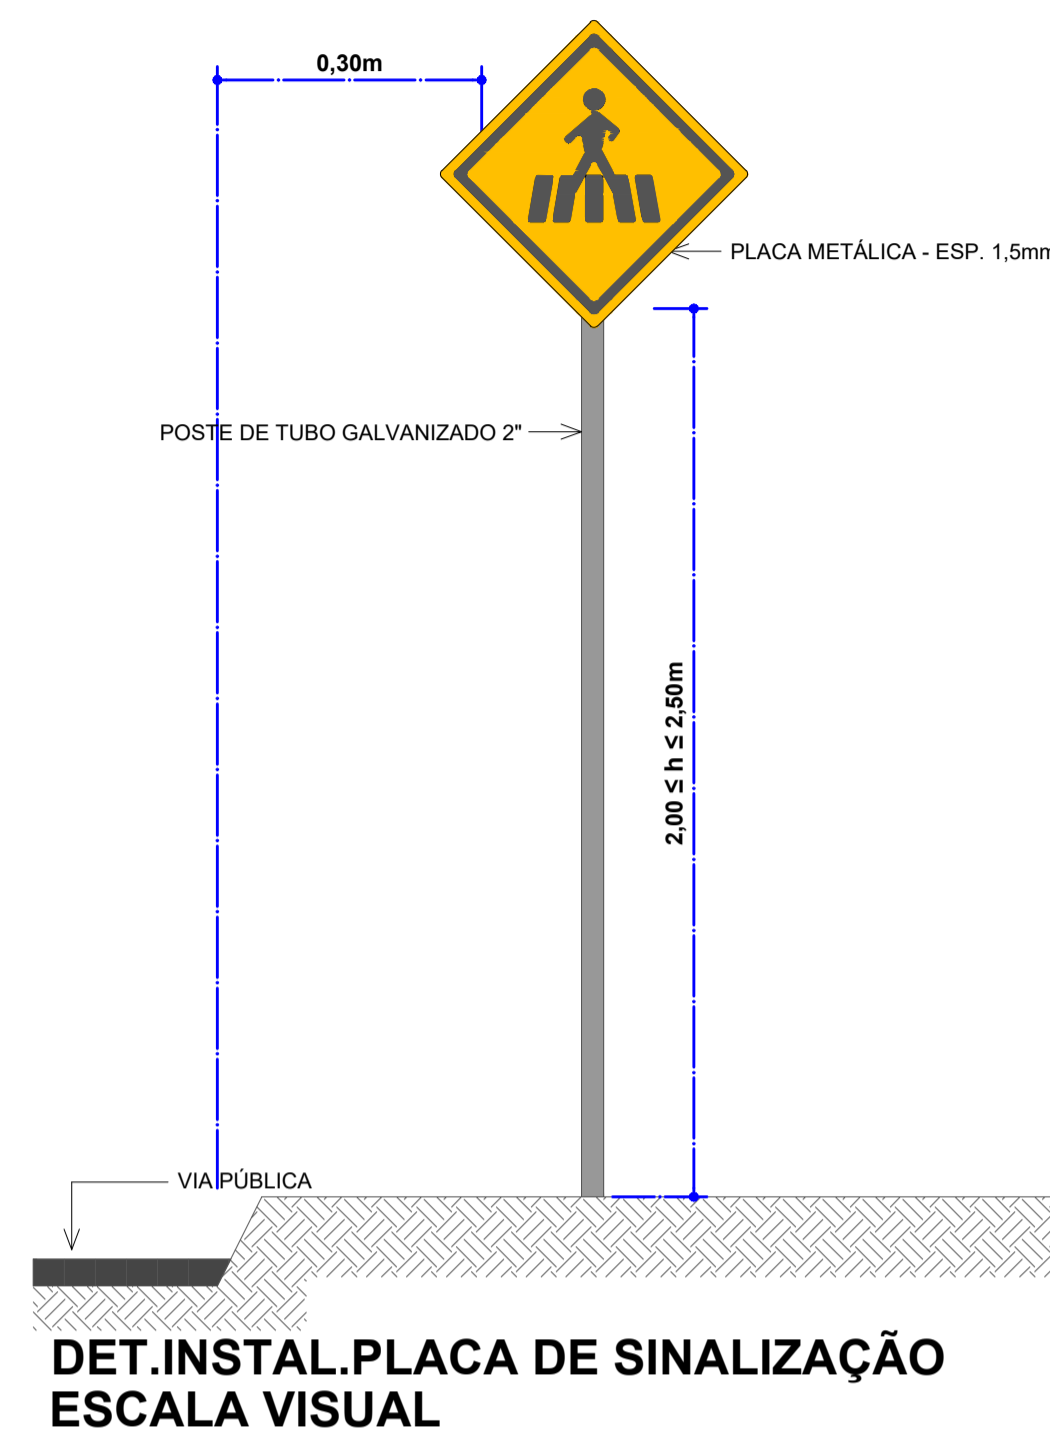 0,30m
PLACA METÁLICA - ESP. 1,5mm
POSTE DE TUBO GALVANIZADO 2"
2,00 ≤ h ≤ 2,50m
VIA PÚBLICA
DET.INSTAL.PLACA DE SINALIZAÇÃO
ESCALA VISUAL